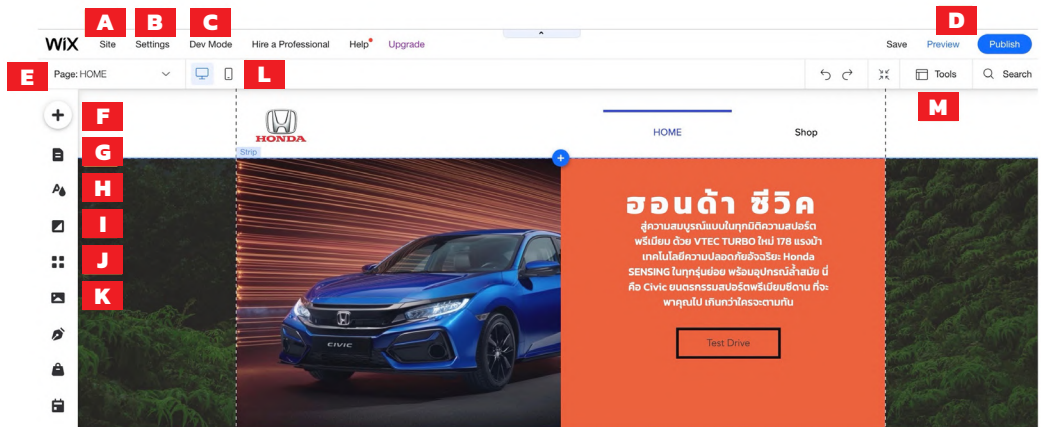 A B C D
WiX Site Settings Dev Mode Hire a Professional Help Upgrade Save Preview Publish
E Page: HOME L Tools Search
M
F
G
H
I
J
K
HONDA
HOME Shop
Strip
ฮอนด้า ซีวิค
สู่ความสมบูรณ์แบบในทุกมิติความสปอร์ต
พรีเมียม ด้วย VTEC TURBO ใหม่ 178 แรงม้า
เทคโนโลยีความปลอดภัยอัจฉริยะ Honda
SENSING ในทุกรุ่นย่อย พร้อมอุปกรณ์ล้ำสมัย นี่
คือ Civic ยนตรกรรมสปอร์ตพรีเมียมซีดาน ที่จะ
พาคุณไป เกินกว่าใครจะตามทัน
Test Drive
CIVIC